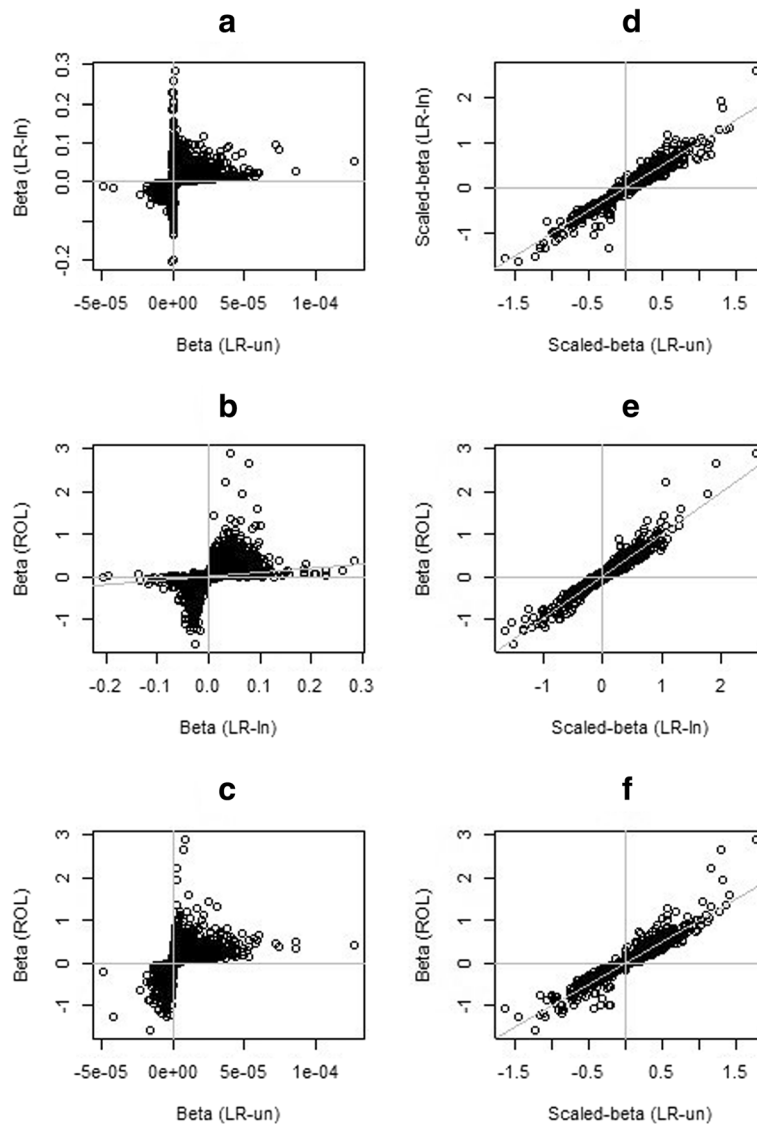 a
Beta (LR-ln)
0.3
0.2
0.1
0.0
-0.2
-5e-05 0e+00 5e-05 1e-04
Beta (LR-un)
d
Scaled-beta (LR-ln)
2
1
0
-1
-1.5 -0.5 0.5 1.5
Scaled-beta (LR-un)
b
Beta (ROL)
3
2
1
0
-1
-0.2 -0.1 0.0 0.1 0.2 0.3
Beta (LR-ln)
e
Beta (ROL)
3
2
1
0
-1
-1 0 1 2
Scaled-beta (LR-ln)
c
Beta (ROL)
3
2
1
0
-1
-5e-05 0e+00 5e-05 1e-04
Beta (LR-un)
f
Beta (ROL)
3
2
1
0
-1
-1.5 -0.5 0.5 1.5
Scaled-beta (LR-un)